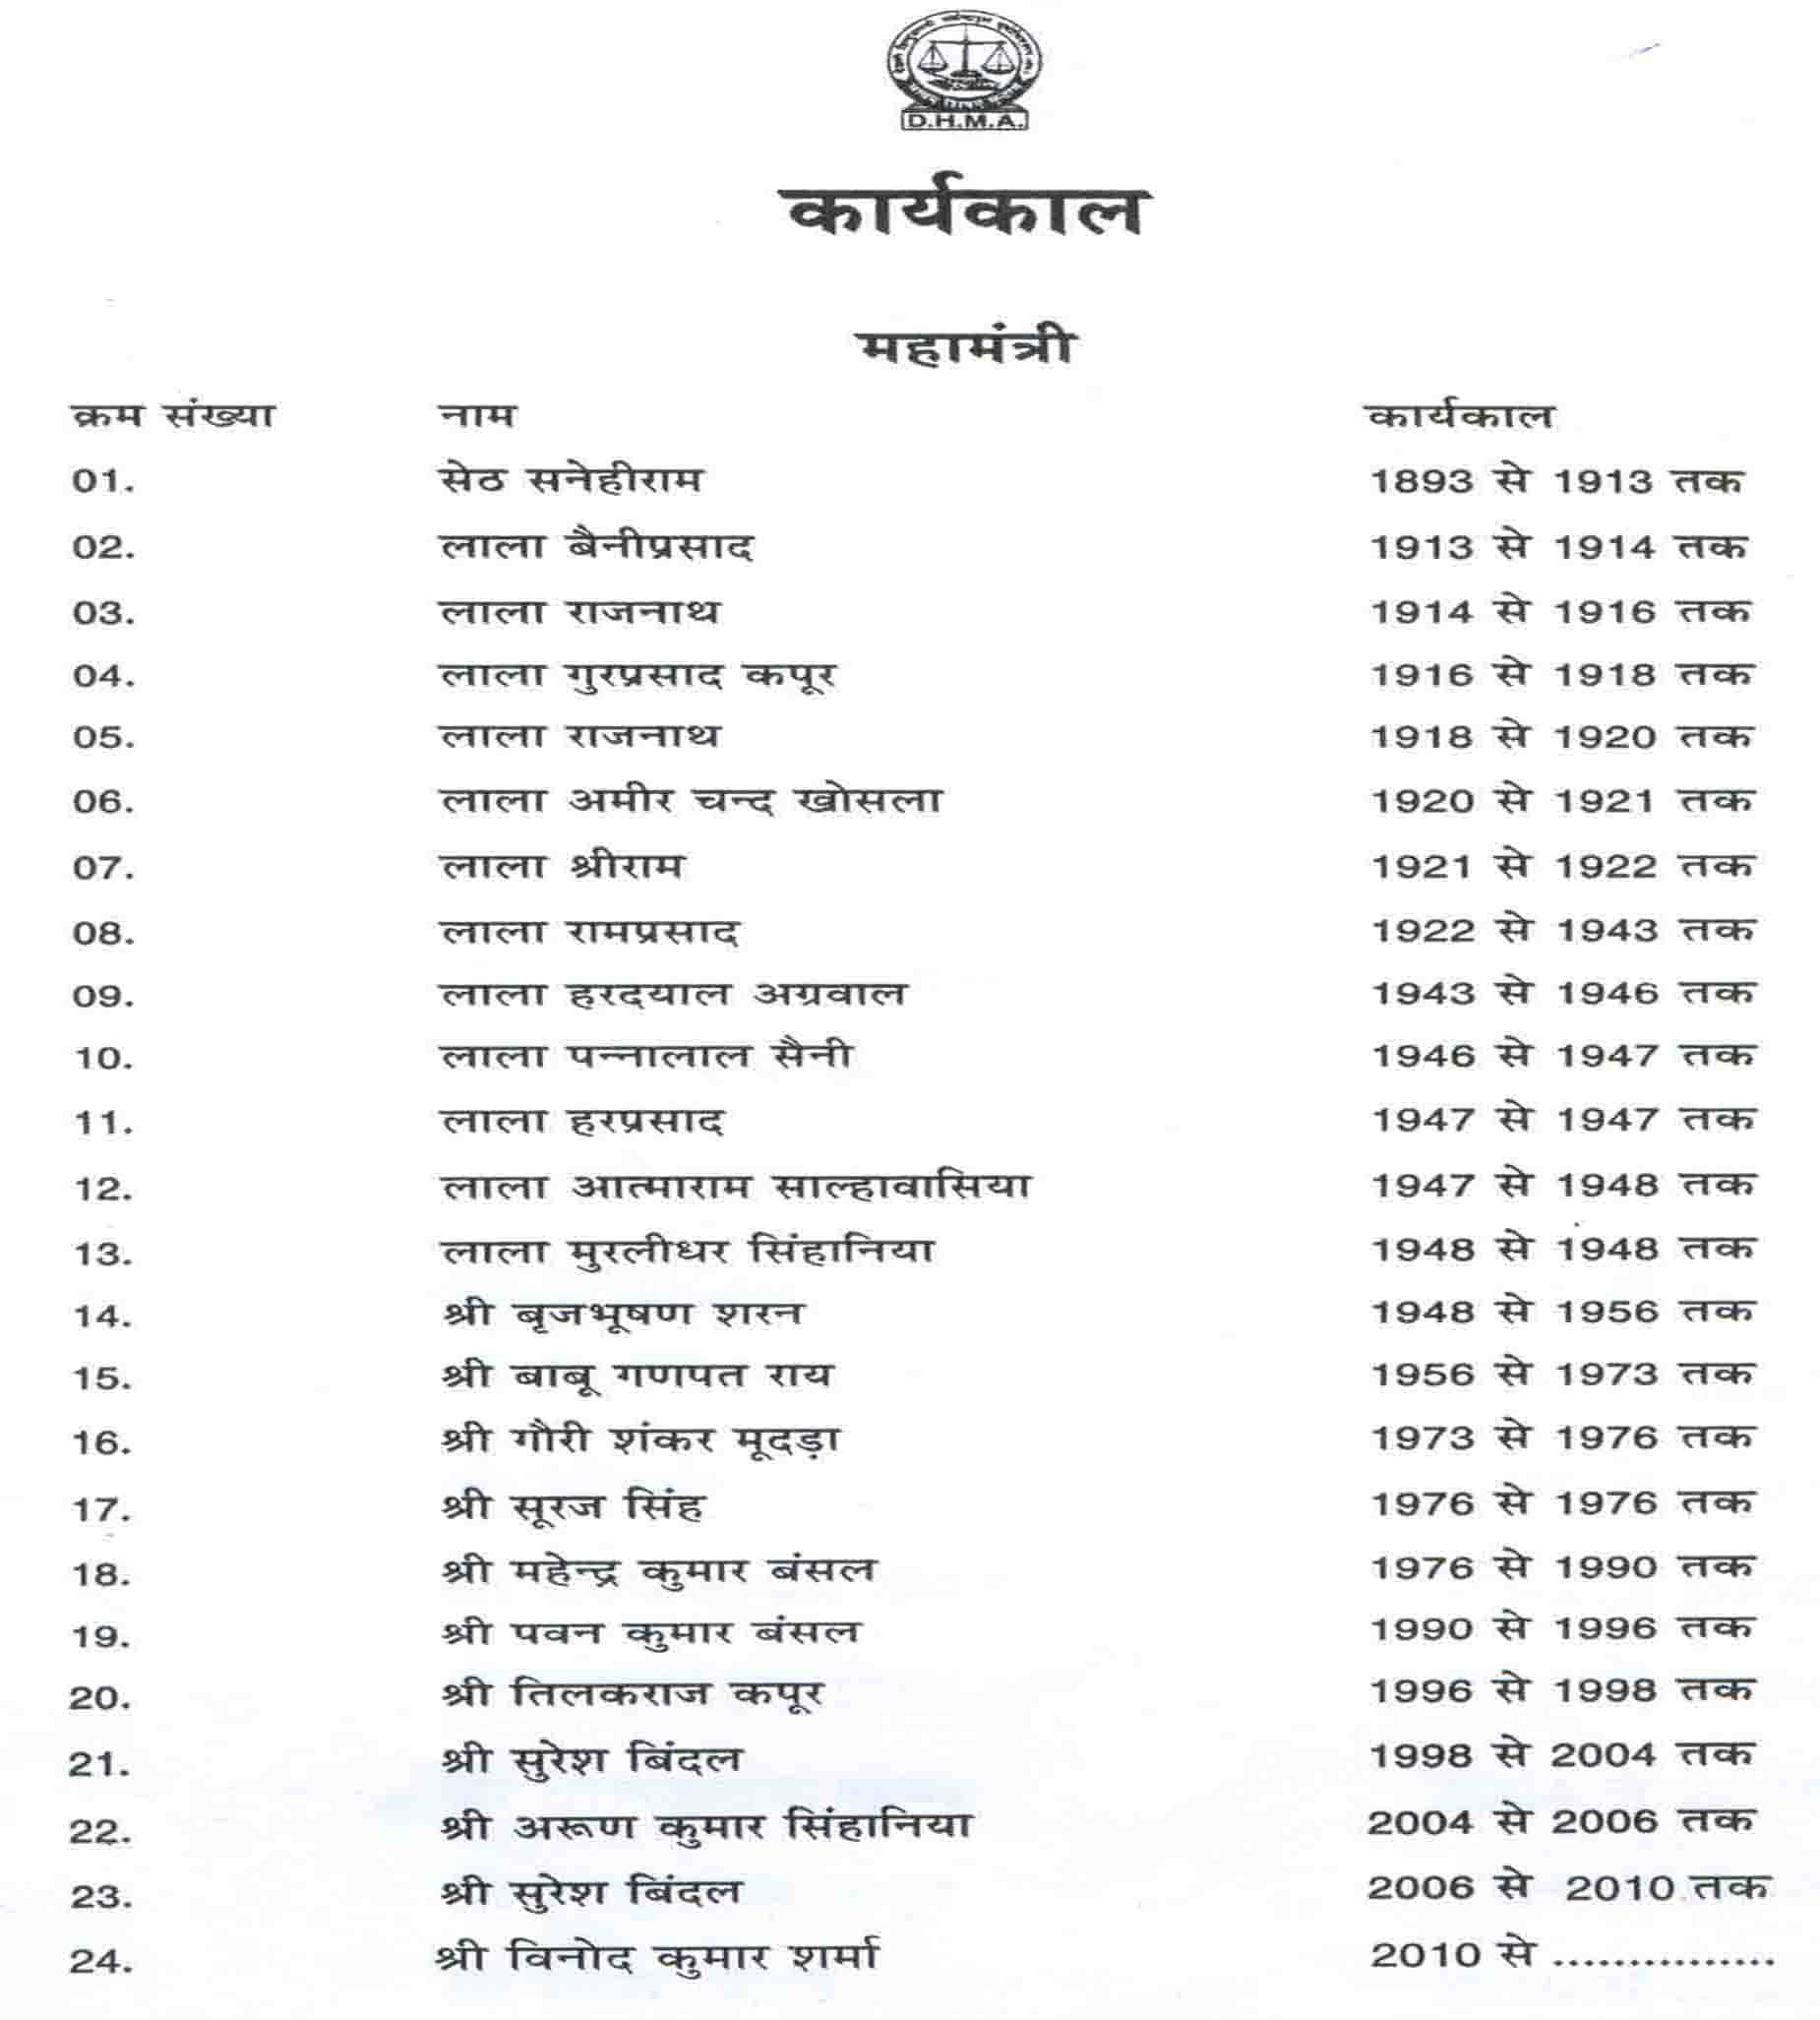 D.H.M.A.
कार्यकाल
महामंत्री
क्रम संख्या नाम कार्यकाल
01. सेठ सनेहीराम 1893 से 1913 तक
02. लाला बैनीप्रसाद 1913 से 1914 तक
03. लाला राजनाथ 1914 से 1916 तक
04. लाला गुरप्रसाद कपूर 1916 से 1918 तक
05. लाला राजनाथ 1918 से 1920 तक
06. लाला अमीर चन्द खोसला 1920 से 1921 तक
07. लाला श्रीराम 1921 से 1922 तक
08. लाला रामप्रसाद 1922 से 1943 तक
09. लाला हरदयाल अग्रवाल 1943 से 1946 तक
10. लाला पन्नालाल सैनी 1946 से 1947 तक
11. लाला हरप्रसाद 1947 से 1947 तक
12. लाला आत्माराम साल्हावासिया 1947 से 1948 तक
13. लाला मुरलीधर सिंहानिया 1948 से 1948 तक
14. श्री बृजभूषण शरन 1948 से 1956 तक
15. श्री बाबू गणपत राय 1956 से 1973 तक
16. श्री गौरी शंकर मूदड़ा 1973 से 1976 तक
17. श्री सूरज सिंह 1976 से 1976 तक
18. श्री महेन्द्र कुमार बंसल 1976 से 1990 तक
19. श्री पवन कुमार बंसल 1990 से 1996 तक
20. श्री तिलकराज कपूर 1996 से 1998 तक
21. श्री सुरेश बिंदल 1998 से 2004 तक
22. श्री अरूण कुमार सिंहानिया 2004 से 2006 तक
23. श्री सुरेश बिंदल 2006 से 2010 तक
24. श्री विनोद कुमार शर्मा 2010 से ...............